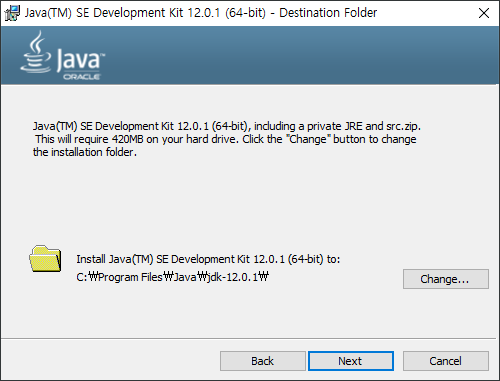 Java(TM) SE Development Kit 12.0.1 (64-bit) - Destination Folder
Java™
ORACLE
Java(TM) SE Development Kit 12.0.1 (64-bit), including a private JRE and src.zip.
This will require 420MB on your hard drive. Click the "Change" button to change
the installation folder.
Install Java(TM) SE Development Kit 12.0.1 (64-bit) to:
C:₩Program Files₩Java₩jdk-12.0.1₩
Change...
Back
Next
Cancel